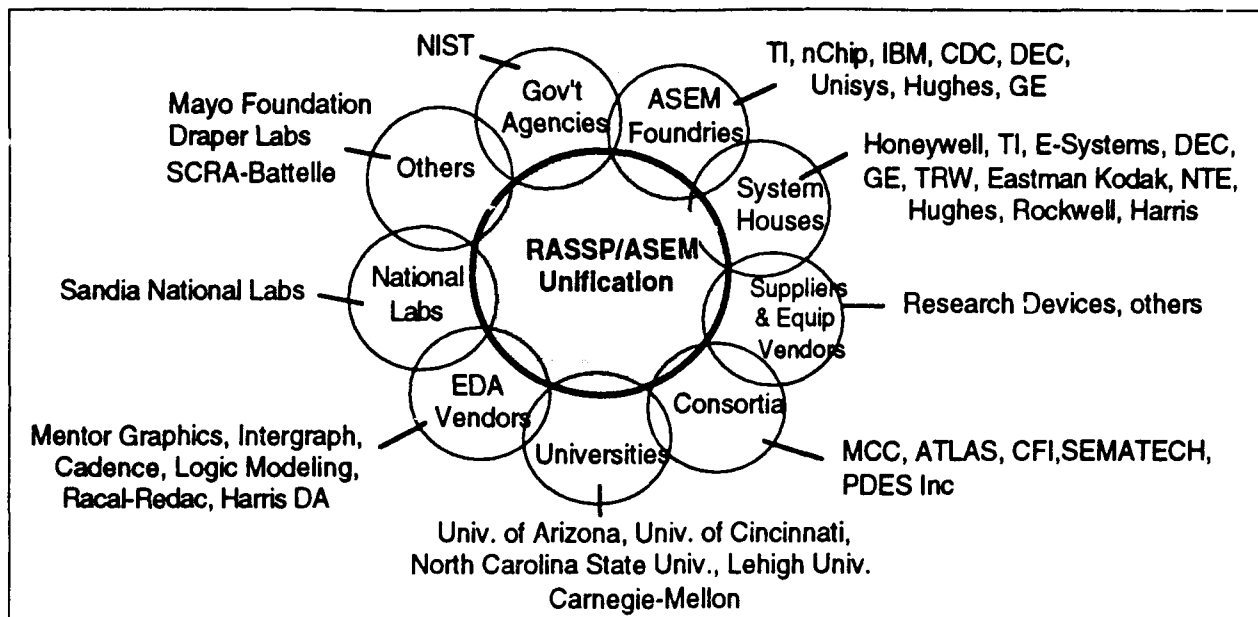 NIST
Gov't
Agencies
TI, nChip, IBM, CDC, DEC,
Unisys, Hughes, GE
ASEM
Foundries
Mayo Foundation
Draper Labs
SCRA-Battelle
Others
Honeywell, TI, E-Systems, DEC,
GE, TRW, Eastman Kodak, NTE,
Hughes, Rockwell, Harris
System
Houses
RASSP/ASEM
Unification
Sandia National Labs
National
Labs
Suppliers
& Equip
Vendors
Research Devices, others
EDA
Vendors
Consortia
Mentor Graphics, Intergraph,
Cadence, Logic Modeling,
Racal-Redac, Harris DA
Universities
MCC, ATLAS, CFI,SEMATECH,
PDES Inc
Univ. of Arizona, Univ. of Cincinnati,
North Carolina State Univ., Lehigh Univ.
Carnegie-Mellon